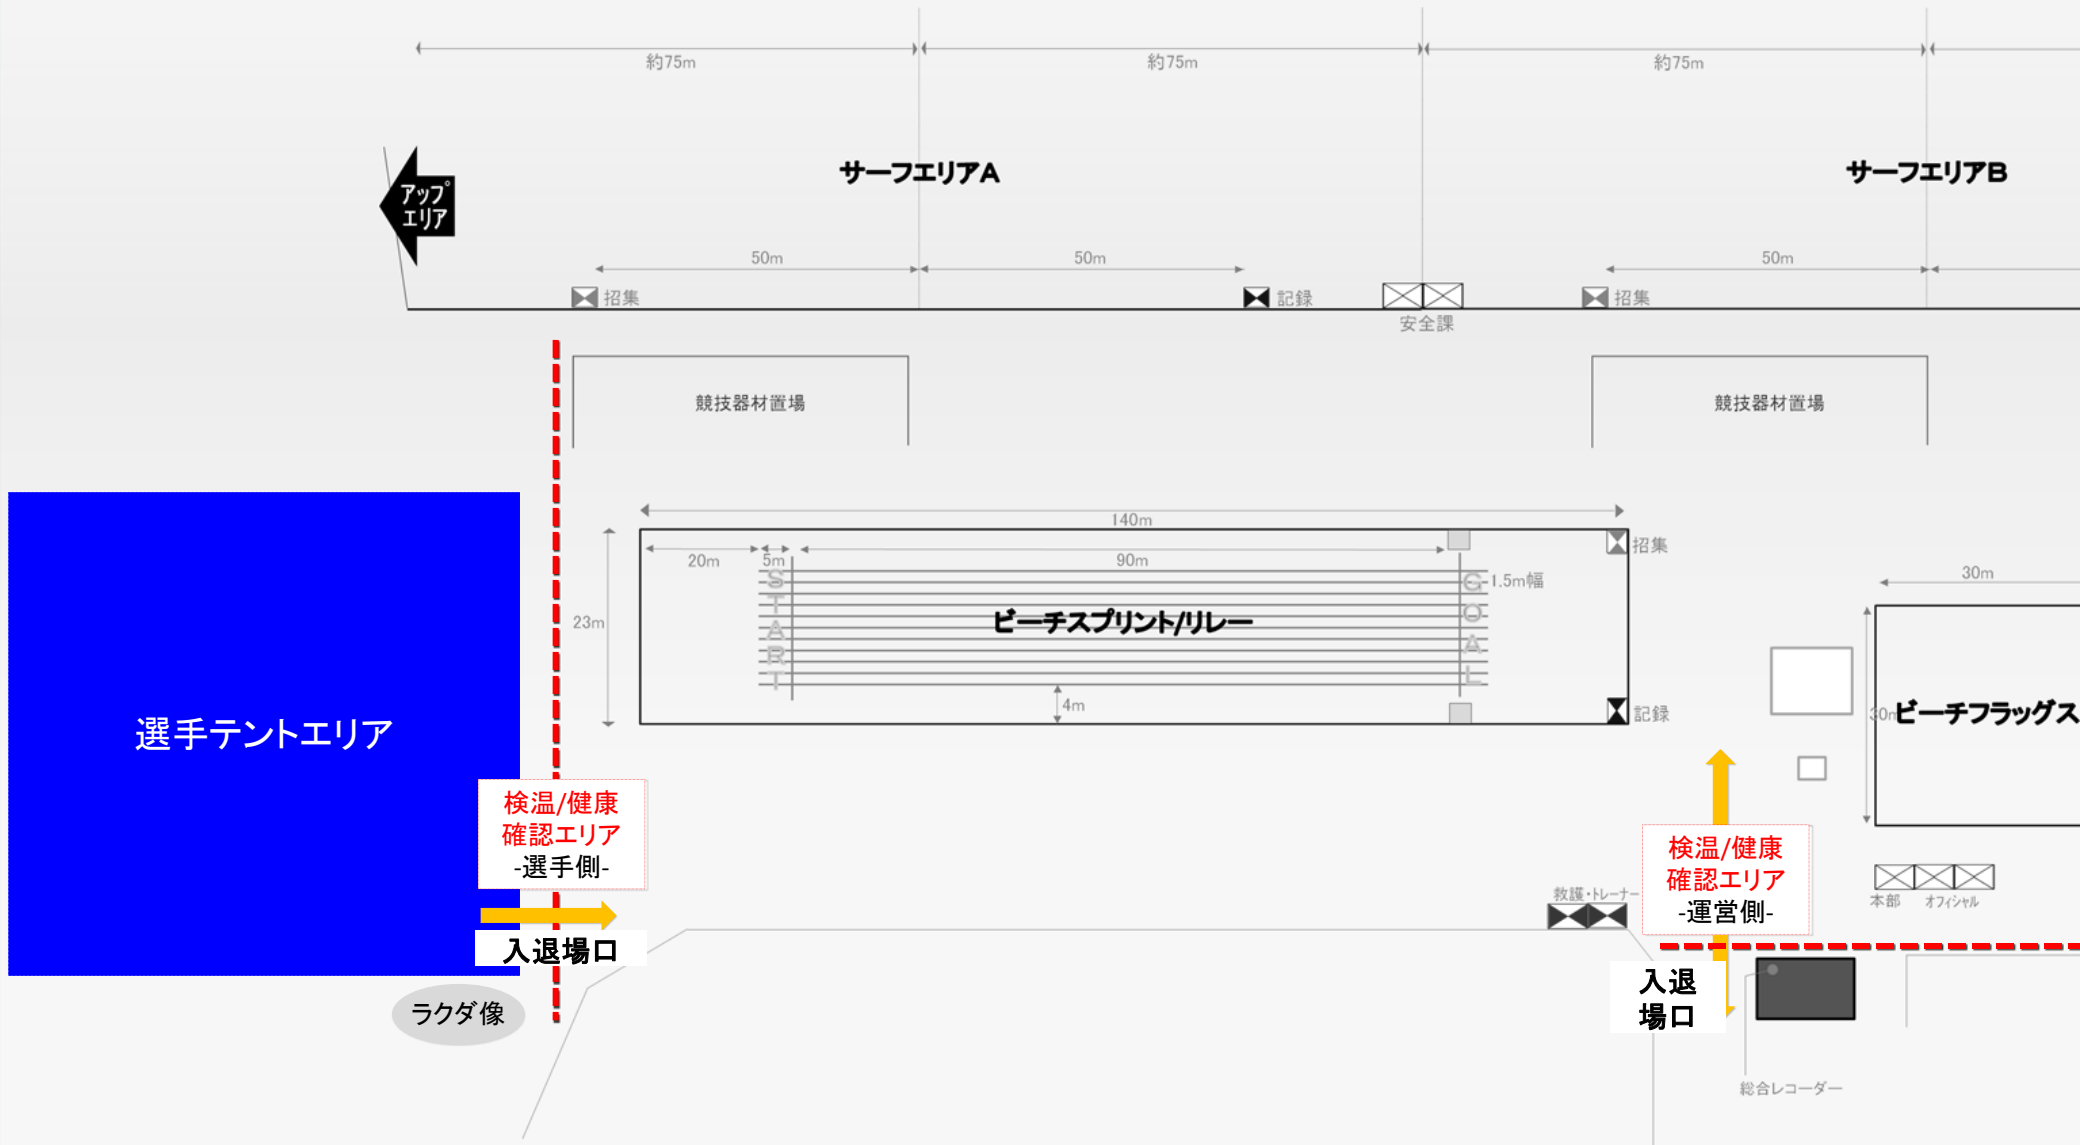 約75m
約75m
約75m
サーフエリアA
サーフエリアB
アップ
エリア
50m
50m
50m
招集
記録
招集
安全課
競技器材置場
競技器材置場
140m
20m
5m
90m
招集
START
GOAL
1.5m幅
30m
23m
ビーチスプリント/リレー
4m
記録
30m
ビーチフラッグス
選手テントエリア
検温/健康
確認エリア
-選手側-
入退場口
ラクダ像
救護・トレーナー
検温/健康
確認エリア
-運営側-
本部
オフィシャル
入退
場口
総合レコーダー